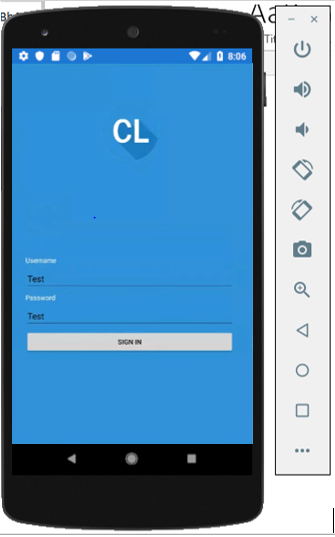 8:06
CL
Username
Test
Password
Test
SIGN IN